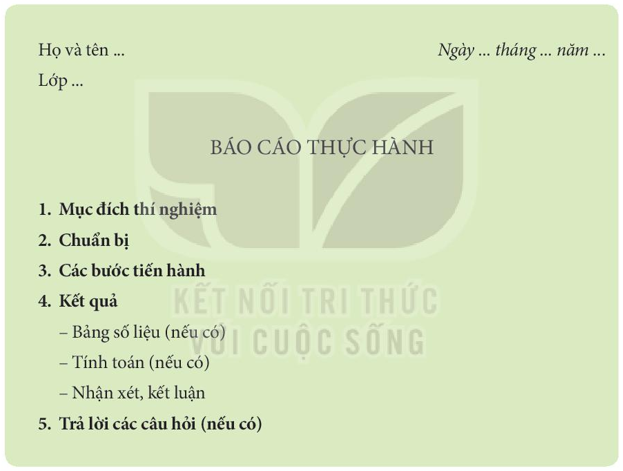 Họ và tên ...
Ngày ... tháng ... năm ...
Lớp ...
BÁO CÁO THỰC HÀNH
1. Mục đích thí nghiệm
2. Chuẩn bị
3. Các bước tiến hành
4. Kết quả
KẾT NỐI TRI THỨC
– Bảng số liệu (nếu có)
VỚI CUỘC SỐNG
– Tính toán (nếu có)
– Nhận xét, kết luận
5. Trả lời các câu hỏi (nếu có)